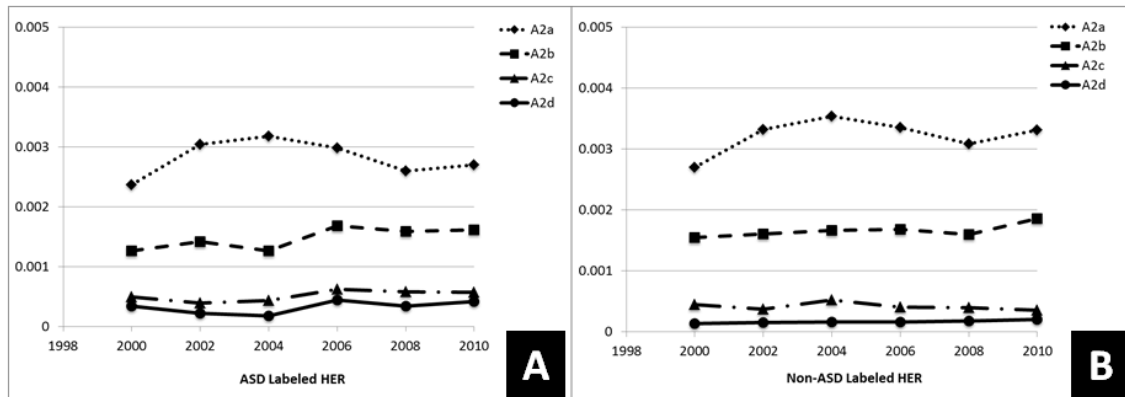 0.005
0.004
0.003
0.002
0.001
0
1998 2000 2002 2004 2006 2008 2010
ASD Labeled HER
A2a
A2b
A2c
A2d
A
0.005
0.004
0.003
0.002
0.001
0
1998 2000 2002 2004 2006 2008 2010
Non-ASD Labeled HER
A2a
A2b
A2c
A2d
B